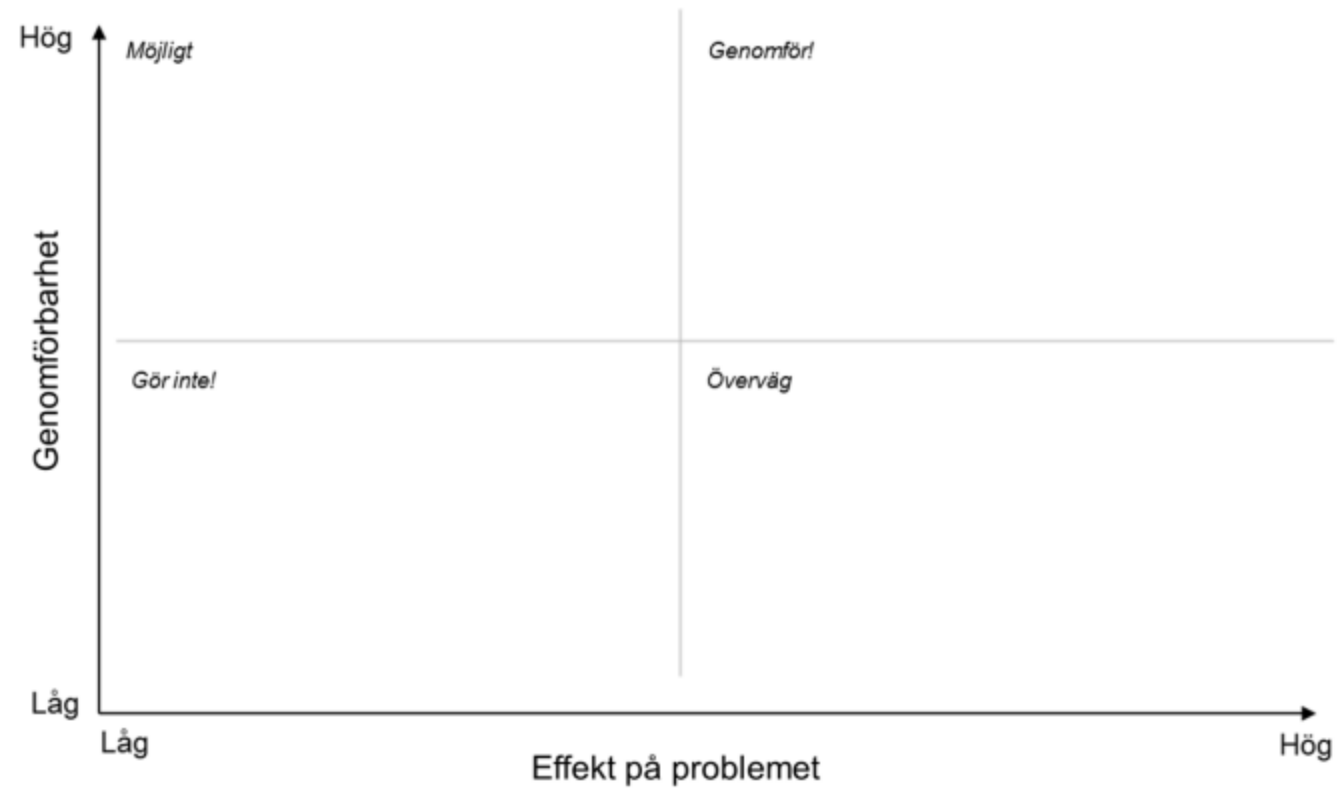 Hög
Möjligt
Genomför!
Genomförbarhet
Gör inte!
Överväg
Låg
Låg
Hög
Effekt på problemet